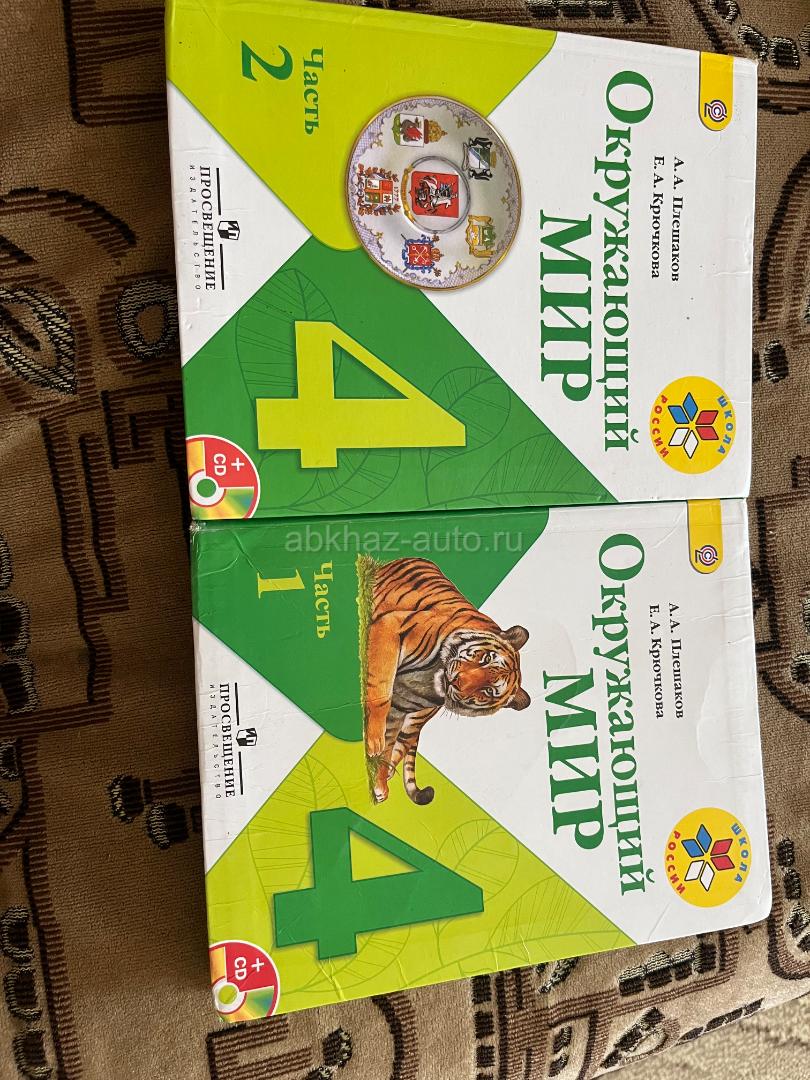 А. А. Плешаков
Е. А. Крючкова
Окружающий
МИР
ШКОЛА
РОССИИ
Часть
2
4
ПРОСВЕЩЕНИЕ
ИЗДАТЕЛЬСТВО
+
CD
abkhaz-auto.ru
А. А. Плешаков
Е. А. Крючкова
Окружающий
МИР
ШКОЛА
РОССИИ
Часть
1
4
ПРОСВЕЩЕНИЕ
ИЗДАТЕЛЬСТВО
+
CD